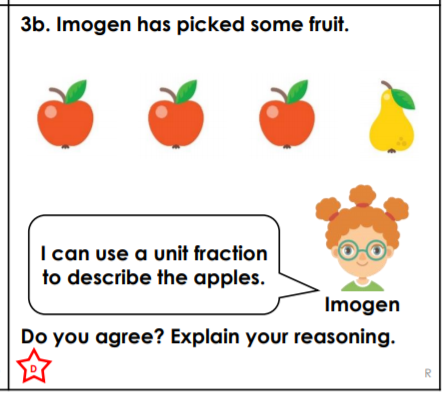 3b. Imogen has picked some fruit.
I can use a unit fraction
to describe the apples.
Imogen
Do you agree? Explain your reasoning.
D
R